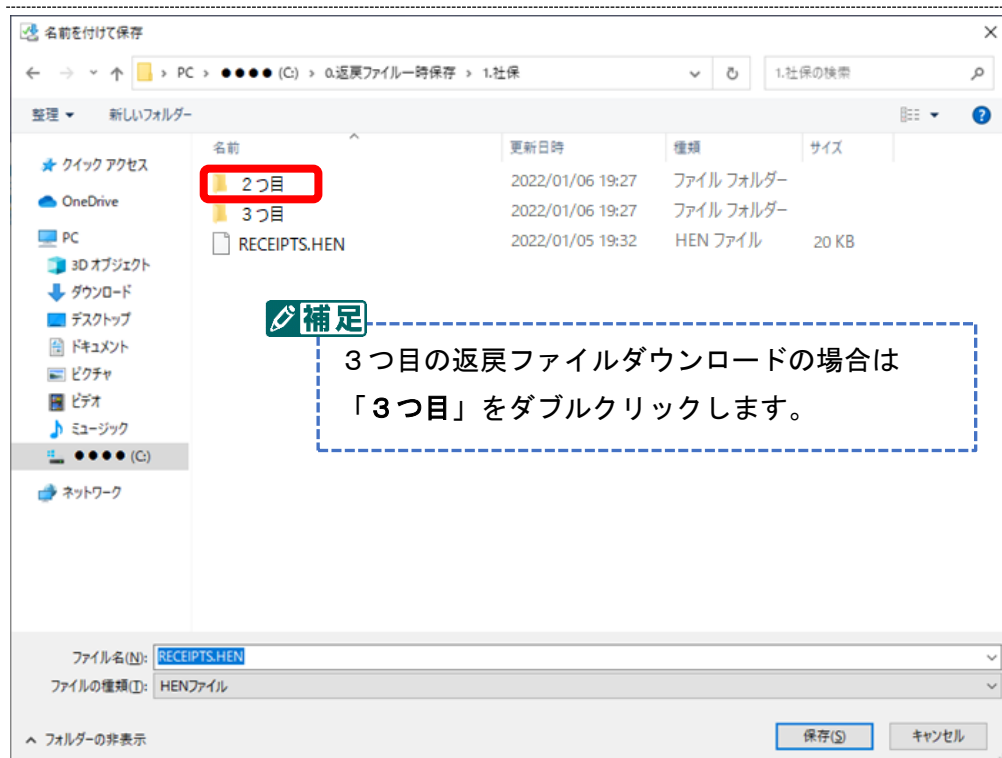 名前を付けて保存
PC › ●●●● (C:) › 0.返戻ファイル一時保存 › 1.社保
1.社保の検索
整理 新しいフォルダー
名前 更新日時 種類 サイズ
クイック アクセス
OneDrive
PC
3D オブジェクト
ダウンロード
デスクトップ
ドキュメント
ピクチャ
ビデオ
ミュージック
●●●● (C:)
ネットワーク
2つ目 2022/01/06 19:27 ファイル フォルダー
3つ目 2022/01/06 19:27 ファイル フォルダー
RECEIPTS.HEN 2022/01/05 19:32 HEN ファイル 20 KB
補足
３つ目の返戻ファイルダウンロードの場合は
「３つ目」をダブルクリックします。
ファイル名(N): RECEIPTS.HEN
ファイルの種類(T): HENファイル
フォルダーの非表示
保存(S) キャンセル